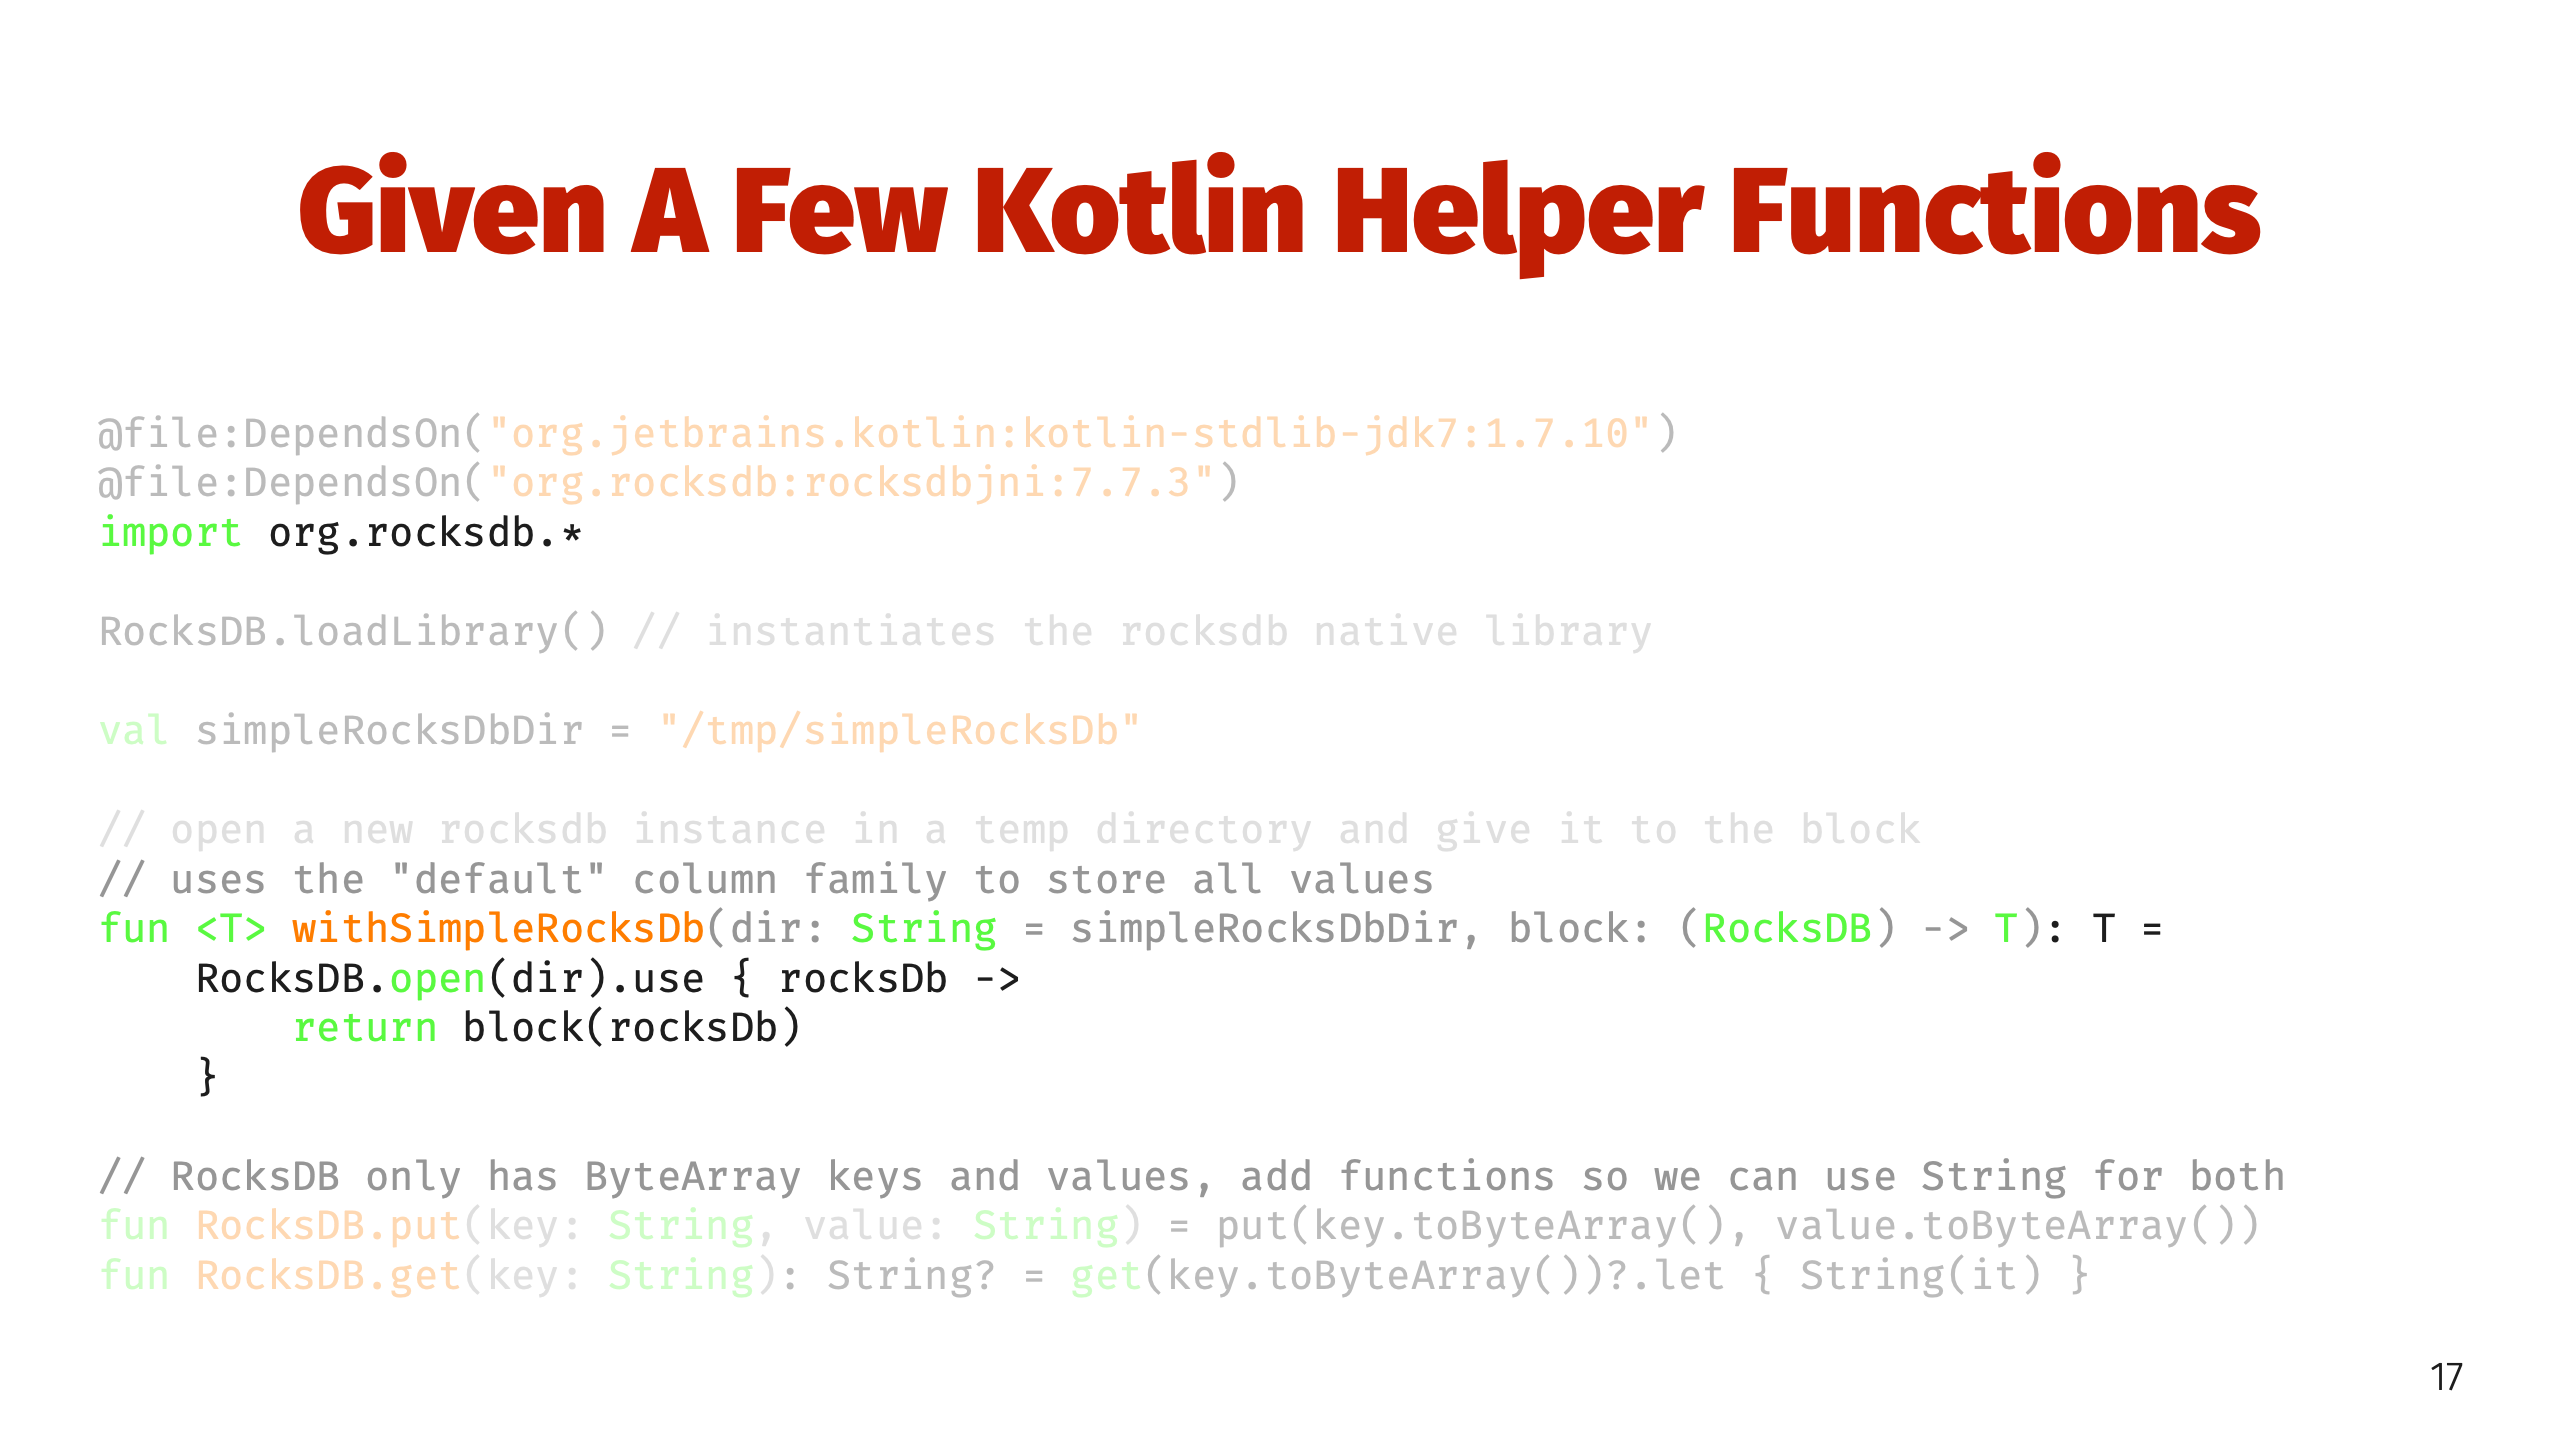 Given A Few Kotlin Helper Functions
@file:DependsOn("org.jetbrains.kotlin:kotlin-stdlib-jdk7:1.7.10")
@file:DependsOn("org.rocksdb:rocksdbjni:7.7.3")
import org.rocksdb.*
RocksDB.loadLibrary() // instantiates the rocksdb native library
val simpleRocksDbDir = "/tmp/simpleRocksDb"
// open a new rocksdb instance in a temp directory and give it to the block
// uses the "default" column family to store all values
fun <T> withSimpleRocksDb(dir: String = simpleRocksDbDir, block: (RocksDB) -> T): T =
    RocksDB.open(dir).use { rocksDb ->
        return block(rocksDb)
    }
// RocksDB only has ByteArray keys and values, add functions so we can use String for both
fun RocksDB.put(key: String, value: String) = put(key.toByteArray(), value.toByteArray())
fun RocksDB.get(key: String): String? = get(key.toByteArray())?.let { String(it) }
17